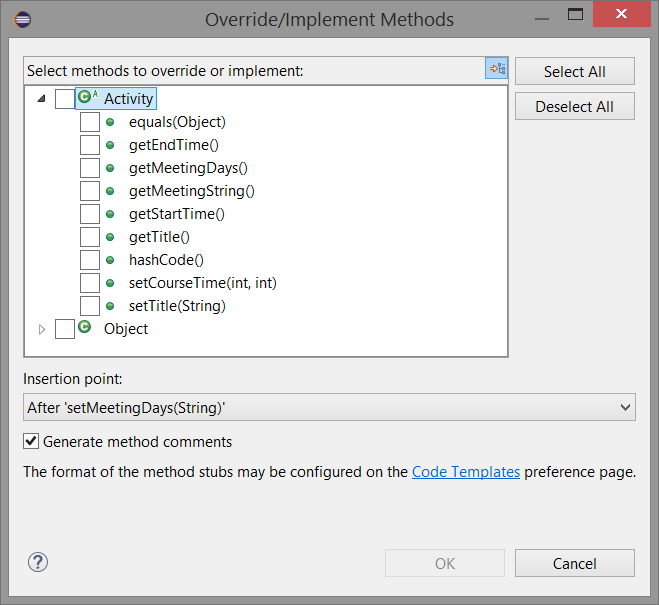 Override/Implement Methods
Select methods to override or implement:
Select All
Deselect All
C A Activity
equals(Object)
getEndTime()
getMeetingDays()
getMeetingString()
getStartTime()
getTitle()
hashCode()
setCourseTime(int, int)
setTitle(String)
C Object
Insertion point:
After 'setMeetingDays(String)'
Generate method comments
The format of the method stubs may be configured on the Code Templates preference page.
?
OK
Cancel